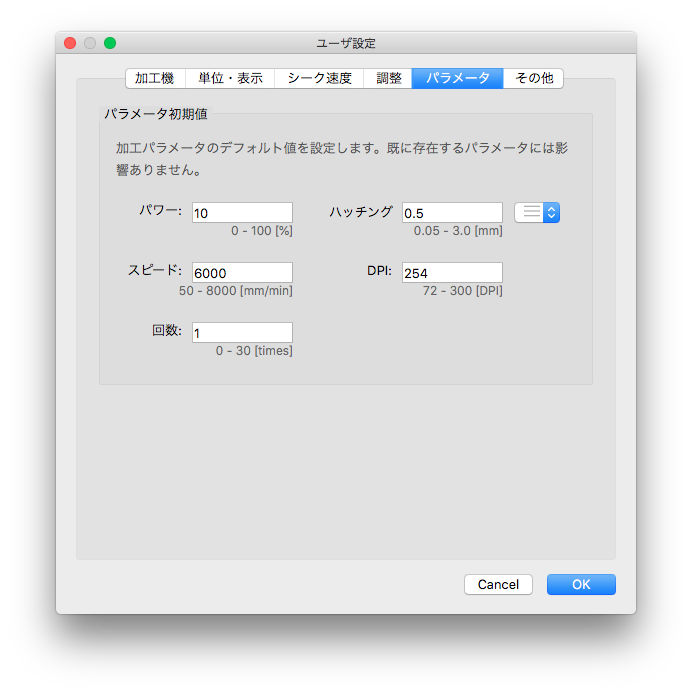 ユーザ設定
加工機 単位・表示 シーク速度 調整 パラメータ その他
パラメータ初期値
加工パラメータのデフォルト値を設定します。既に存在するパラメータには影
響ありません。
パワー: 10 ハッチング 0.5
0 - 100 [%] 0.05 - 3.0 [mm]
スピード: 6000 DPI: 254
50 - 8000 [mm/min] 72 - 300 [DPI]
回数: 1
0 - 30 [times]
Cancel OK